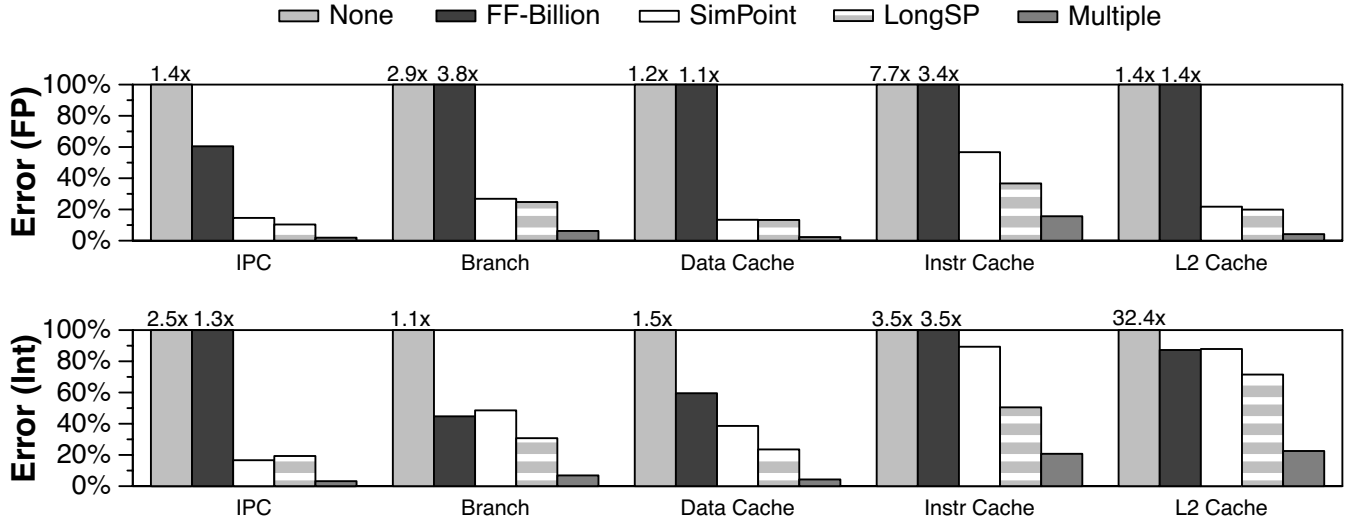 None FF-Billion SimPoint LongSP Multiple
1.4x 2.9x 3.8x 1.2x 1.1x 7.7x 3.4x 1.4x 1.4x
Error (FP)
100%
80%
60%
40%
20%
0%
IPC Branch Data Cache Instr Cache L2 Cache
2.5x 1.3x 1.1x 1.5x 3.5x 3.5x 32.4x
Error (Int)
100%
80%
60%
40%
20%
0%
IPC Branch Data Cache Instr Cache L2 Cache